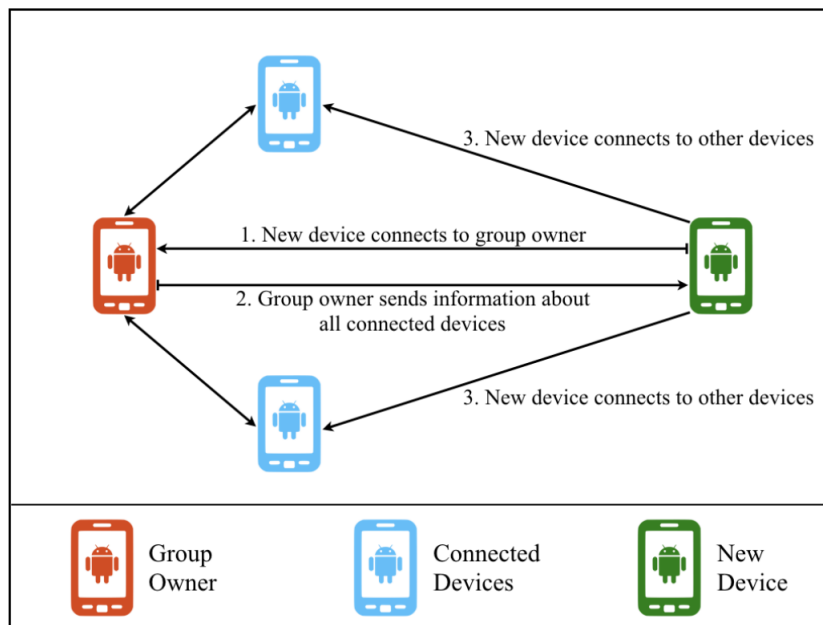 3. New device connects to other devices
1. New device connects to group owner
2. Group owner sends information about
all connected devices
3. New device connects to other devices
Group
Owner
Connected
Devices
New
Device